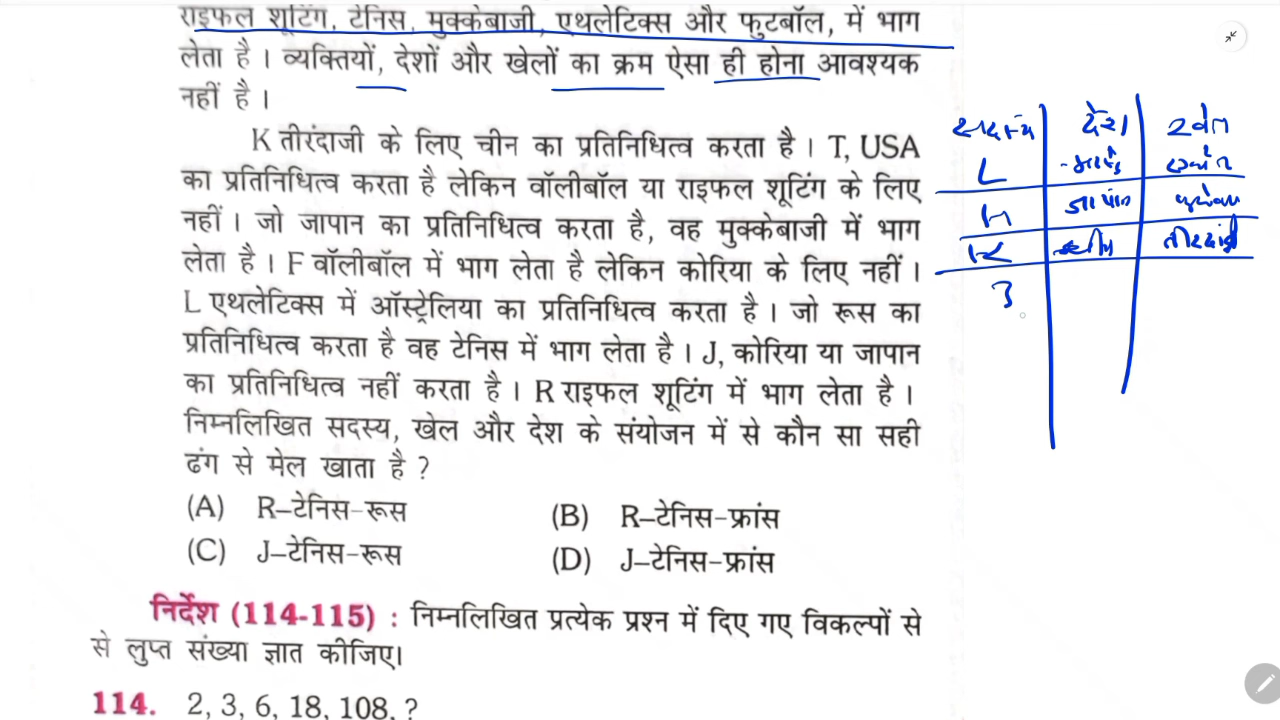 राइफल शूटिंग, टेनिस, मुक्केबाजी, एथलेटिक्स और फुटबॉल, में भाग
लेता है । व्यक्तियों, देशों और खेलों का क्रम ऐसा ही होना आवश्यक
नहीं है ।
K तीरंदाजी के लिए चीन का प्रतिनिधित्व करता है । T, USA
का प्रतिनिधित्व करता है लेकिन वॉलीबॉल या राइफल शूटिंग के लिए
नहीं । जो जापान का प्रतिनिधित्व करता है, वह मुक्केबाजी में भाग
लेता है । F वॉलीबॉल में भाग लेता है लेकिन कोरिया के लिए नहीं ।
L एथलेटिक्स में ऑस्ट्रेलिया का प्रतिनिधित्व करता है । जो रूस का
प्रतिनिधित्व करता है वह टेनिस में भाग लेता है । J, कोरिया या जापान
का प्रतिनिधित्व नहीं करता है । R राइफल शूटिंग में भाग लेता है ।
निम्नलिखित सदस्य, खेल और देश के संयोजन में से कौन सा सही
ढंग से मेल खाता है ?
(A) R–टेनिस–रूस (B) R–टेनिस–फ्रांस
(C) J–टेनिस–रूस (D) J–टेनिस–फ्रांस
निर्देश (114-115) : निम्नलिखित प्रत्येक प्रश्न में दिए गए विकल्पों से
से लुप्त संख्या ज्ञात कीजिए।
114. 2, 3, 6, 18, 108, ?
देश
L
K